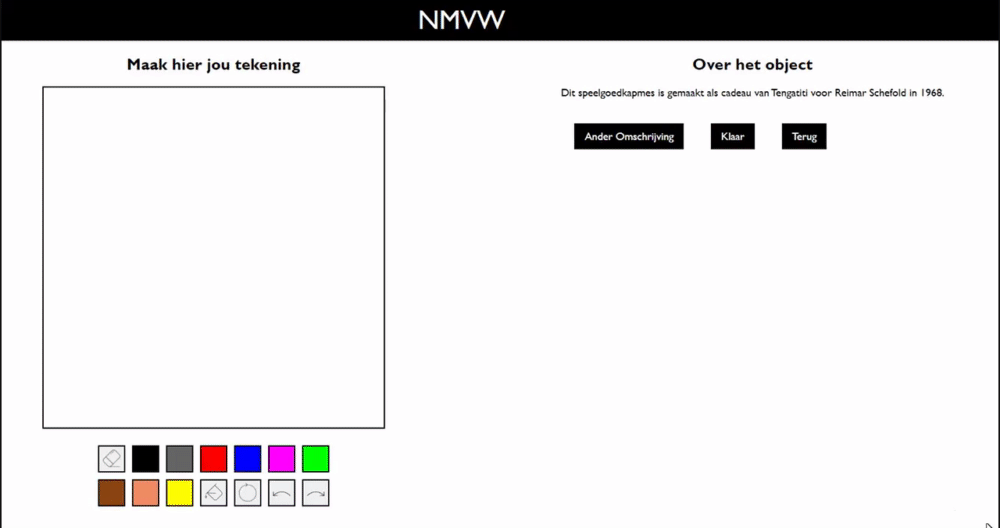 NMVW
Maak hier jou tekening
Over het object
Dit speelgoedkapmes is gemaakt als cadeau van Tengatiti voor Reimar Schefold in 1968.
Ander Omschrijving
Klaar
Terug